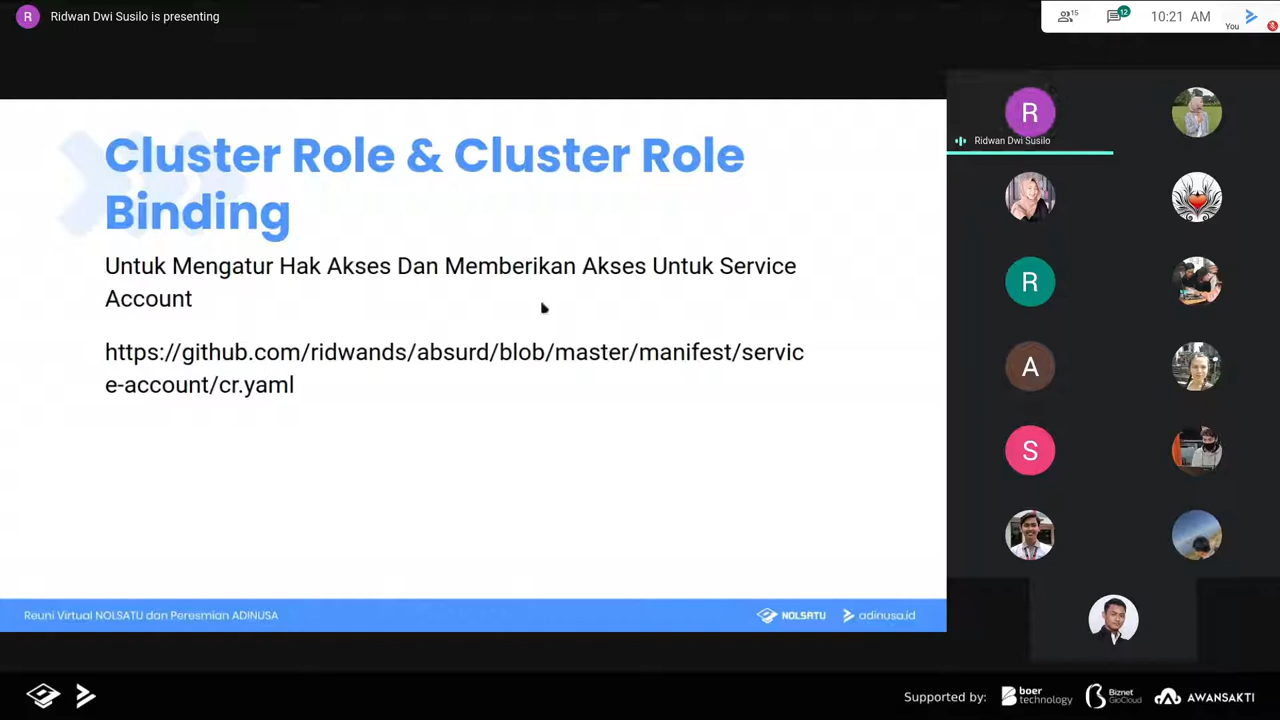 R
Ridwan Dwi Susilo is presenting
15
12
10:21 AM
You
Cluster Role & Cluster Role
Binding
Untuk Mengatur Hak Akses Dan Memberikan Akses Untuk Service
Account
https://github.com/ridwands/absurd/blob/master/manifest/servic
e-account/cr.yaml
R
Ridwan Dwi Susilo
R
A
S
Reuni Virtual NOLSATU dan Peresmian ADINUSA
NOLSATU
adinusa.id
Supported by:
boer
technology
Biznet
GioCloud
AWANSAKTI